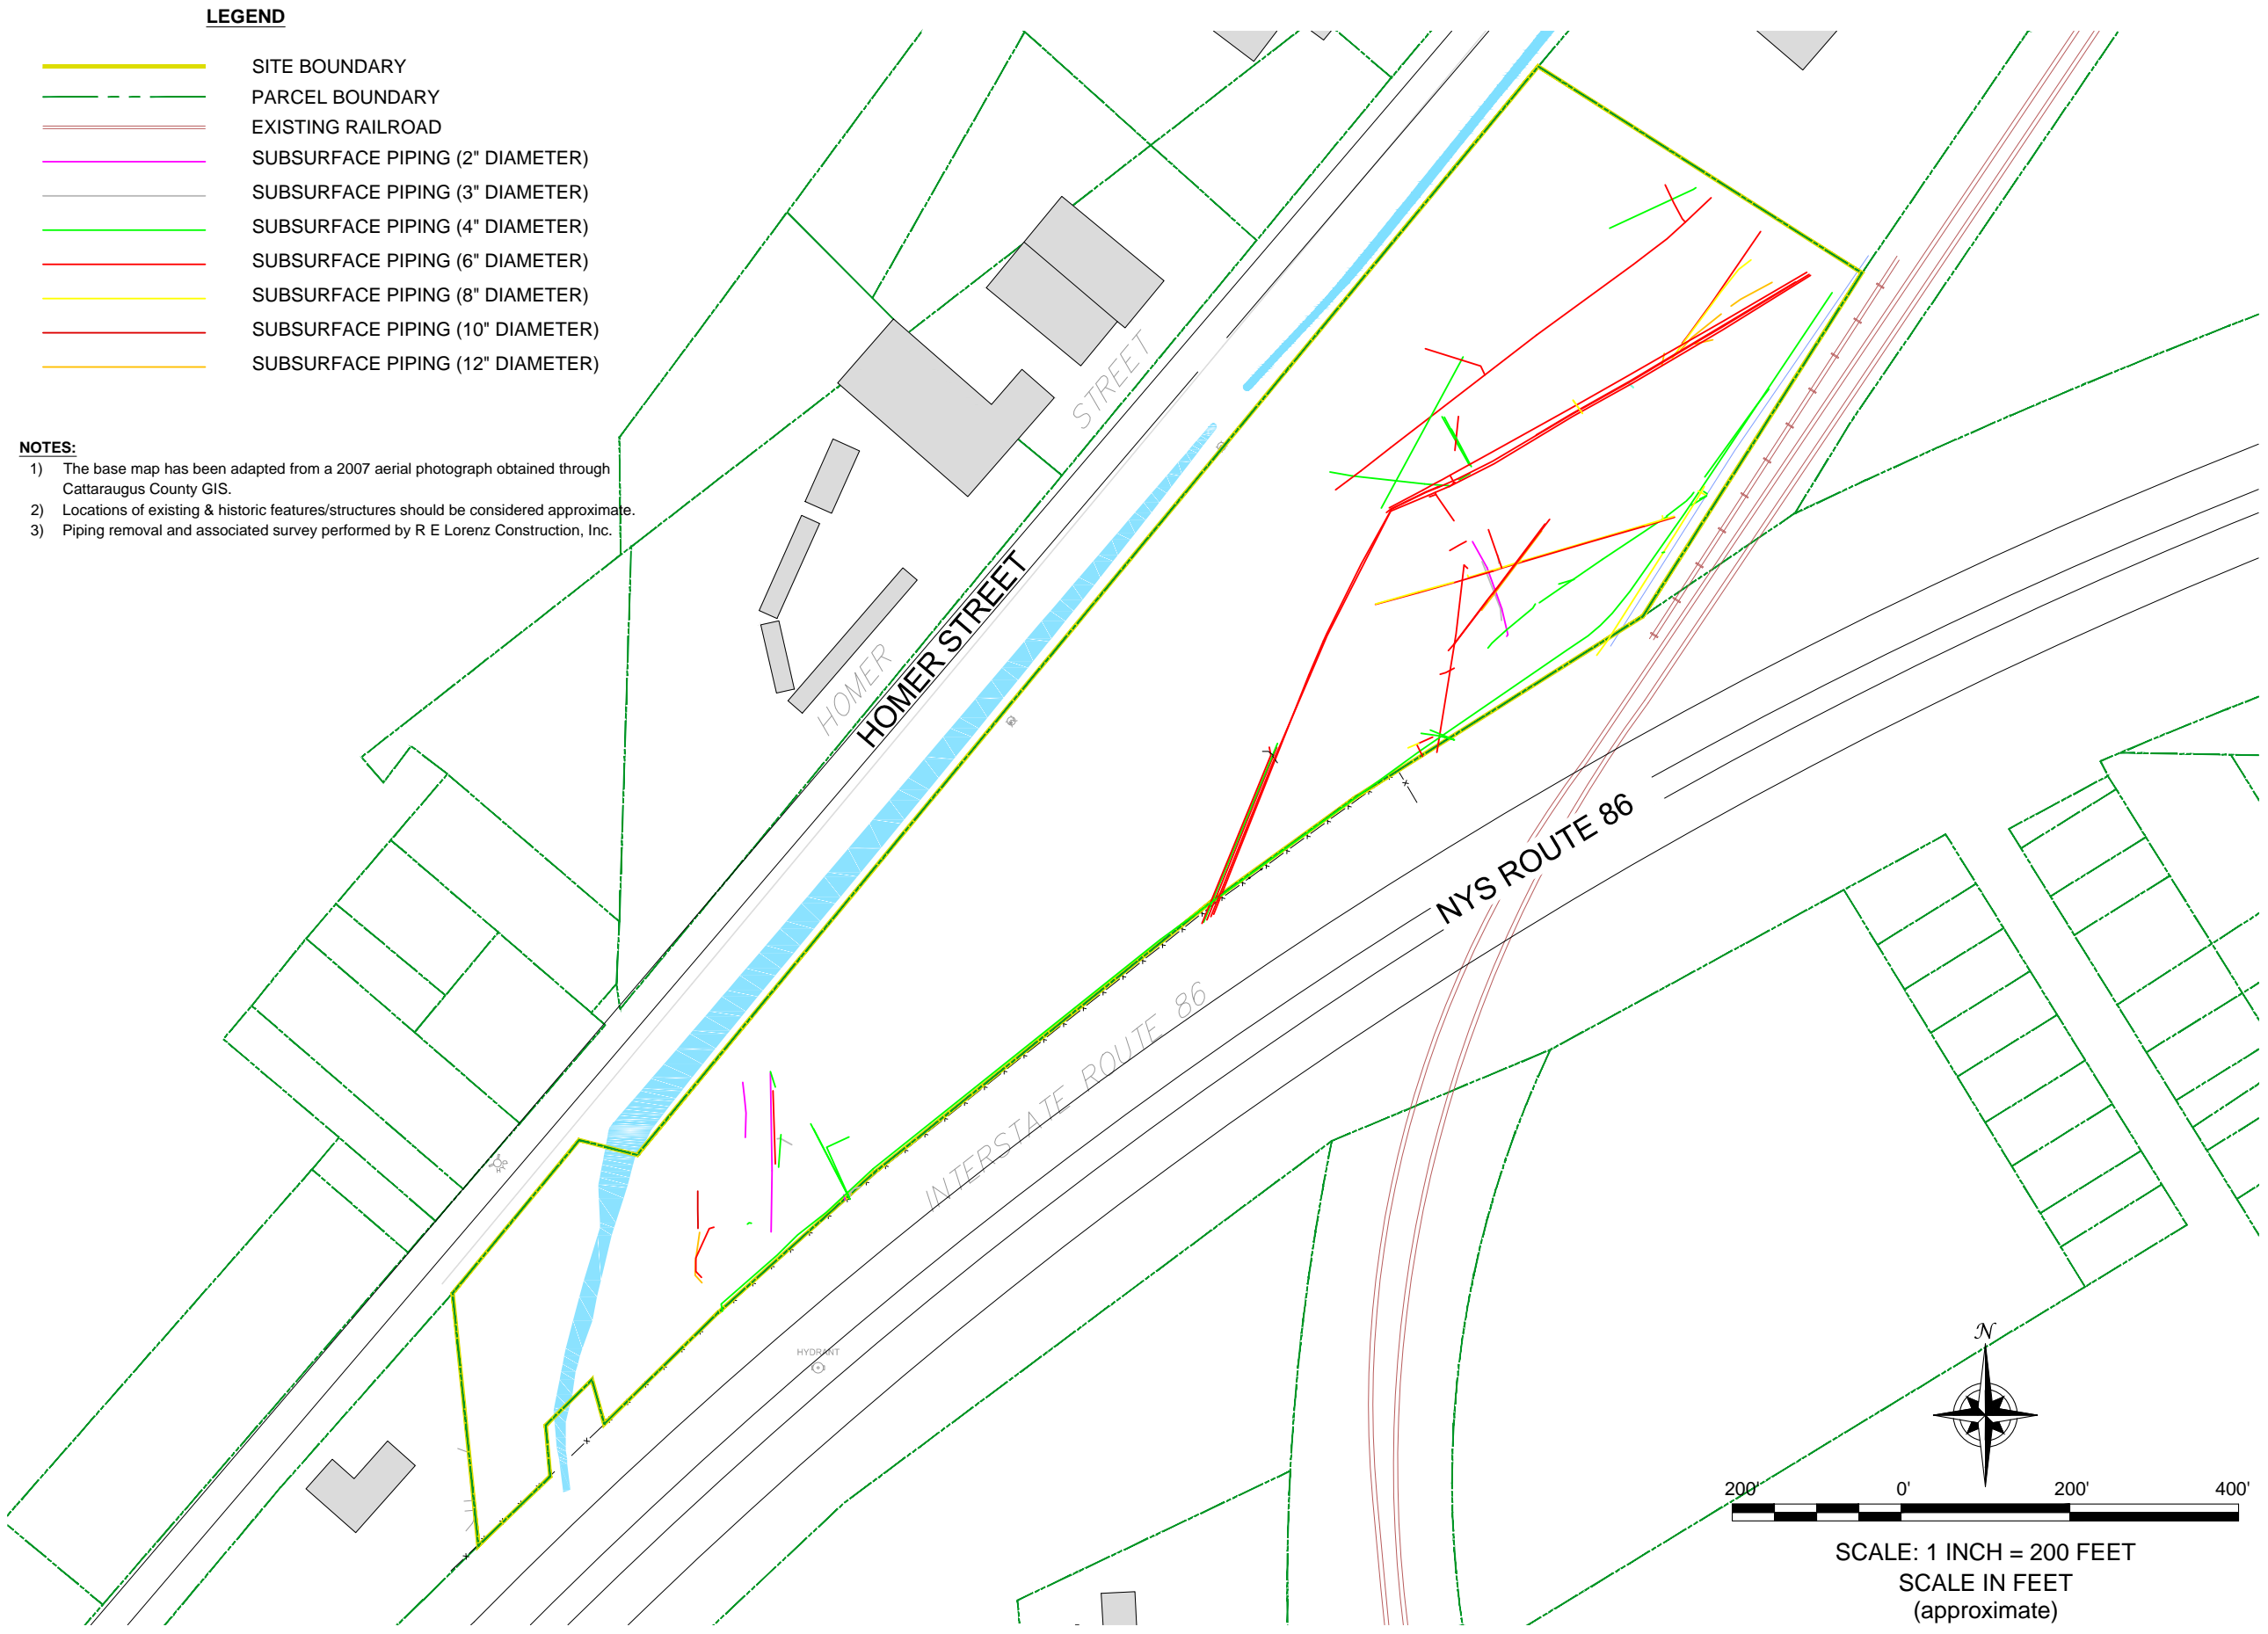 LEGEND
SITE BOUNDARY
PARCEL BOUNDARY
EXISTING RAILROAD
SUBSURFACE PIPING (2" DIAMETER)
SUBSURFACE PIPING (3" DIAMETER)
SUBSURFACE PIPING (4" DIAMETER)
SUBSURFACE PIPING (6" DIAMETER)
SUBSURFACE PIPING (8" DIAMETER)
SUBSURFACE PIPING (10" DIAMETER)
SUBSURFACE PIPING (12" DIAMETER)
NOTES:
1) The base map has been adapted from a 2007 aerial photograph obtained through
Cattaraugus County GIS.
2) Locations of existing & historic features/structures should be considered approximate.
3) Piping removal and associated survey performed by R E Lorenz Construction, Inc.
HOMER STREET
HOMER STREET
NYS ROUTE 86
INTERSTATE ROUTE 86
HYDRANT
N
200' 0' 200' 400'
SCALE: 1 INCH = 200 FEET
SCALE IN FEET
(approximate)